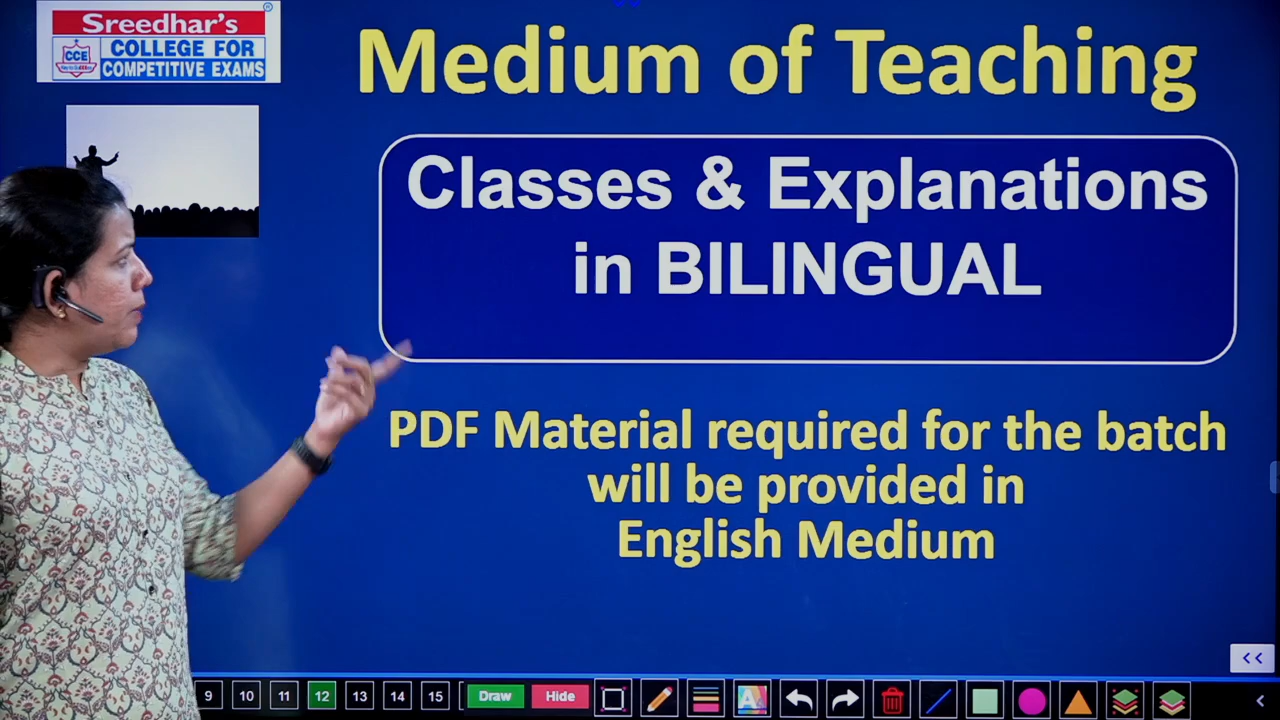 Sreedhar's
CCE
COLLEGE FOR
COMPETITIVE EXAMS
®
Medium of Teaching
Classes & Explanations
in BILINGUAL
PDF Material required for the batch
will be provided in
English Medium
<<
9 10 11 12 13 14 15 Draw Hide